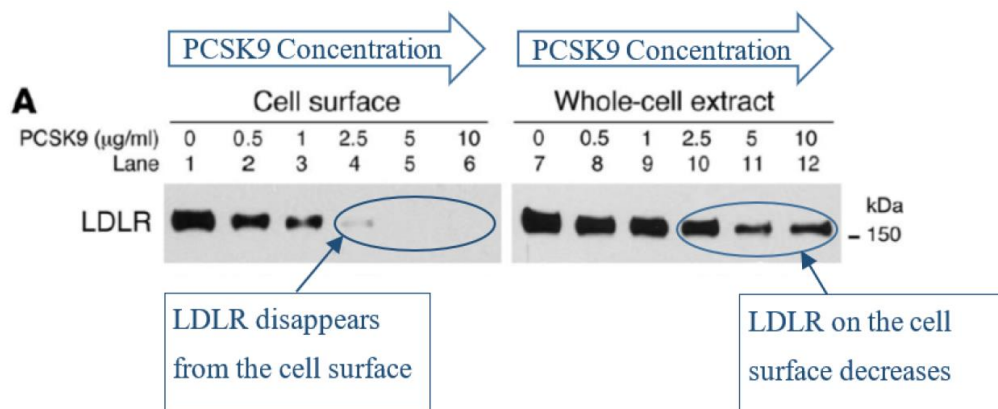 PCSK9 Concentration PCSK9 Concentration
A Cell surface Whole-cell extract
PCSK9 (μg/ml) 0 0.5 1 2.5 5 10 0 0.5 1 2.5 5 10
Lane 1 2 3 4 5 6 7 8 9 10 11 12
kDa
LDLR 150
LDLR disappears
from the cell surface
LDLR on the cell
surface decreases